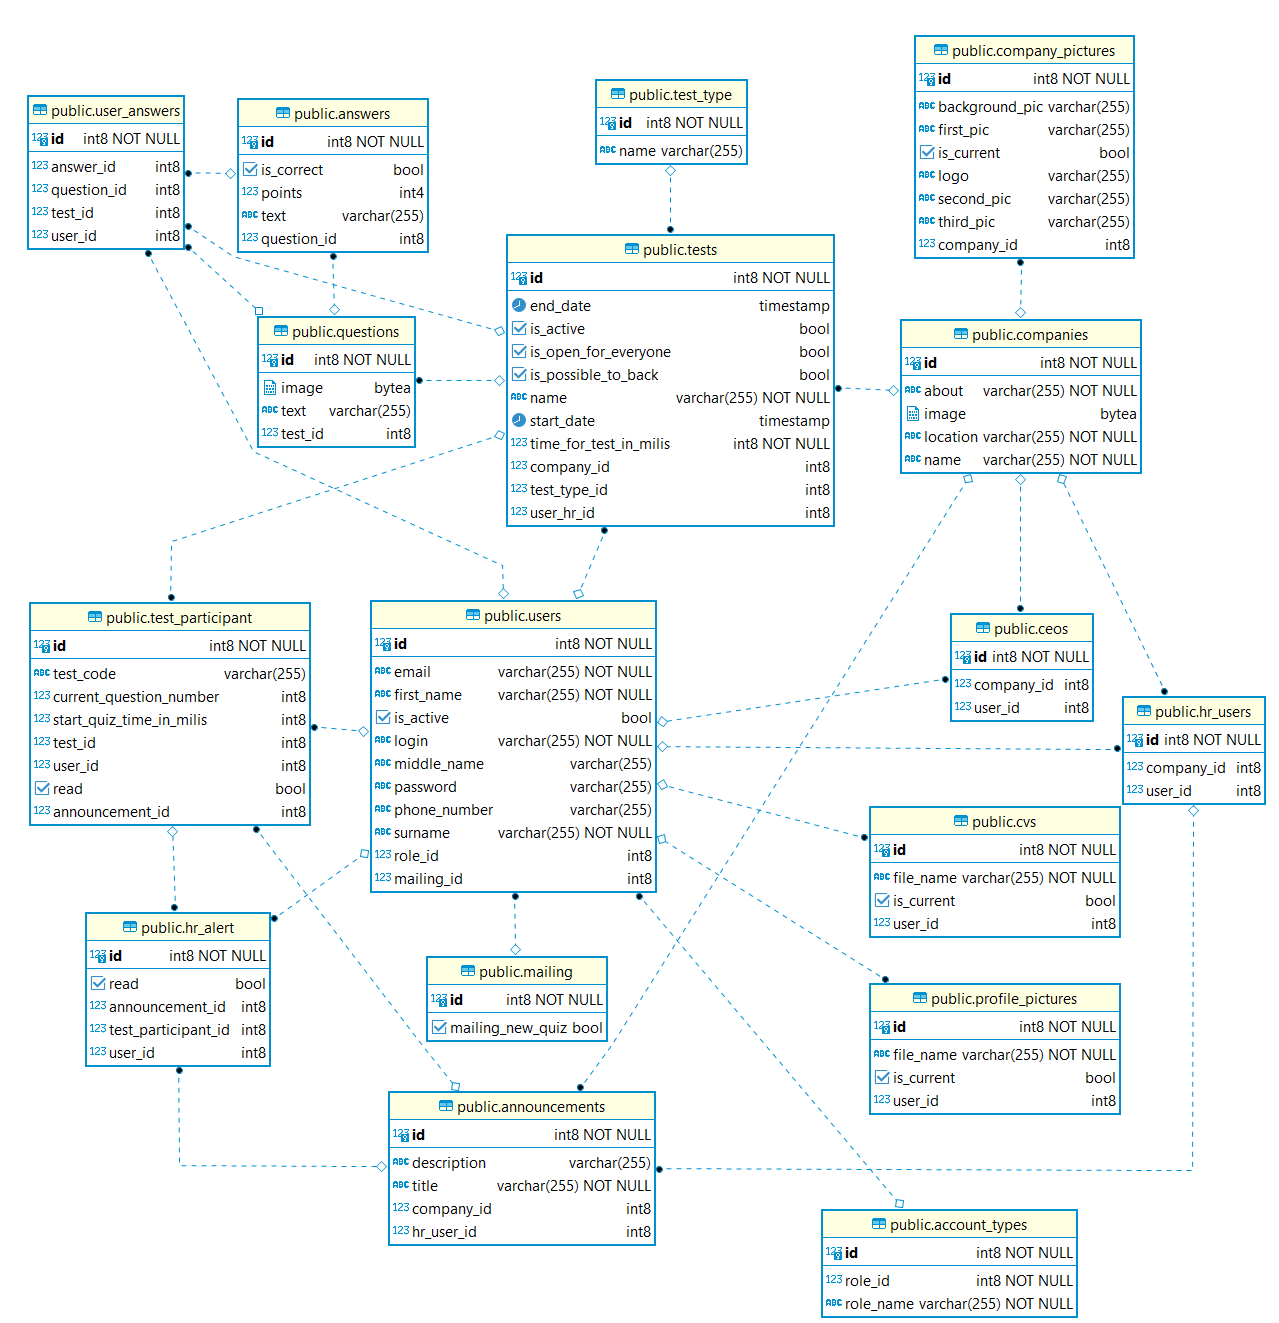 public.user_answers
id int8 NOT NULL
answer_id int8
question_id int8
test_id int8
user_id int8
public.answers
id int8 NOT NULL
is_correct bool
points int4
text varchar(255)
question_id int8
public.test_type
id int8 NOT NULL
name varchar(255)
public.company_pictures
id int8 NOT NULL
background_pic varchar(255)
first_pic varchar(255)
is_current bool
logo varchar(255)
second_pic varchar(255)
third_pic varchar(255)
company_id int8
public.questions
id int8 NOT NULL
image bytea
text varchar(255)
test_id int8
public.tests
id int8 NOT NULL
end_date timestamp
is_active bool
is_open_for_everyone bool
is_possible_to_back bool
name varchar(255) NOT NULL
start_date timestamp
time_for_test_in_milis int8 NOT NULL
company_id int8
test_type_id int8
user_hr_id int8
public.companies
id int8 NOT NULL
about varchar(255) NOT NULL
image bytea
location varchar(255) NOT NULL
name varchar(255) NOT NULL
public.test_participant
id int8 NOT NULL
test_code varchar(255)
current_question_number int8
start_quiz_time_in_milis int8
test_id int8
user_id int8
read bool
announcement_id int8
public.users
id int8 NOT NULL
email varchar(255) NOT NULL
first_name varchar(255) NOT NULL
is_active bool
login varchar(255) NOT NULL
middle_name varchar(255)
password varchar(255)
phone_number varchar(255)
surname varchar(255) NOT NULL
role_id int8
mailing_id int8
public.ceos
id int8 NOT NULL
company_id int8
user_id int8
public.hr_users
id int8 NOT NULL
company_id int8
user_id int8
public.cvs
id int8 NOT NULL
file_name varchar(255) NOT NULL
is_current bool
user_id int8
public.hr_alert
id int8 NOT NULL
read bool
announcement_id int8
test_participant_id int8
user_id int8
public.mailing
id int8 NOT NULL
mailing_new_quiz bool
public.profile_pictures
id int8 NOT NULL
file_name varchar(255) NOT NULL
is_current bool
user_id int8
public.announcements
id int8 NOT NULL
description varchar(255)
title varchar(255) NOT NULL
company_id int8
hr_user_id int8
public.account_types
id int8 NOT NULL
role_id int8 NOT NULL
role_name varchar(255) NOT NULL